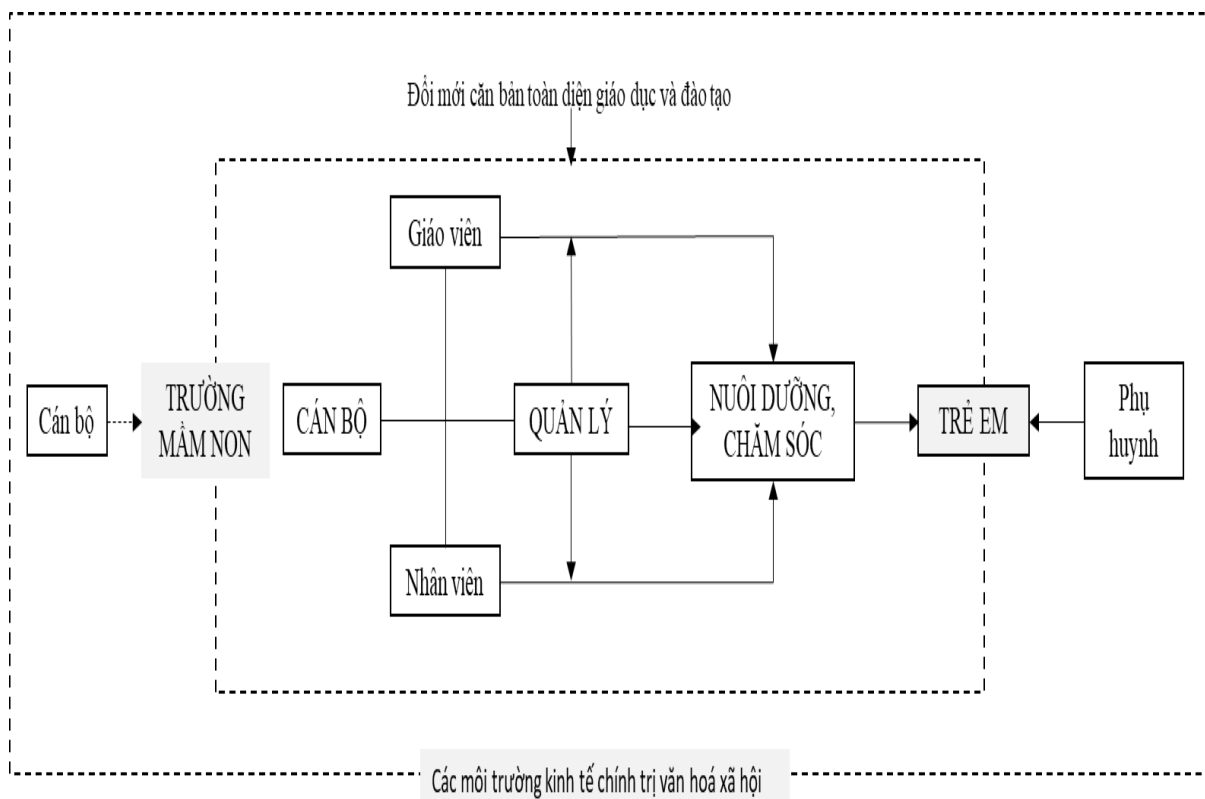 Đổi mới căn bản toàn diện giáo dục và đào tạo
Giáo viên
Cán bộ
TRƯỜNG
MẦM NON
CÁN BỘ
QUẢN LÝ
NUÔI DƯỠNG,
CHĂM SÓC
TRẺ EM
Phụ
huynh
Nhân viên
Các môi trường kinh tế chính trị văn hoá xã hội